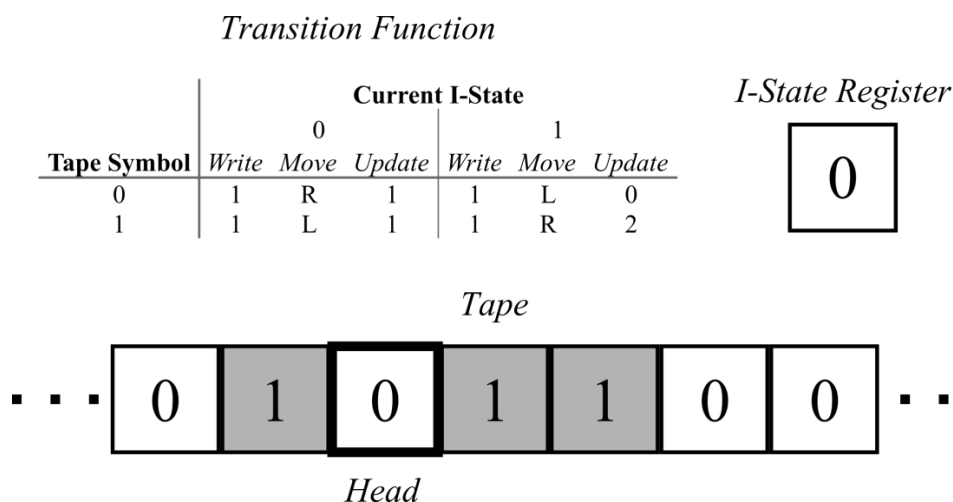 Transition Function
Current I-State
I-State Register
0 1
Tape Symbol Write Move Update Write Move Update
0 1 R 1 1 L 0
1 1 L 1 1 R 2
0
Tape
. . . 0 1 0 1 1 0 0 . .
Head